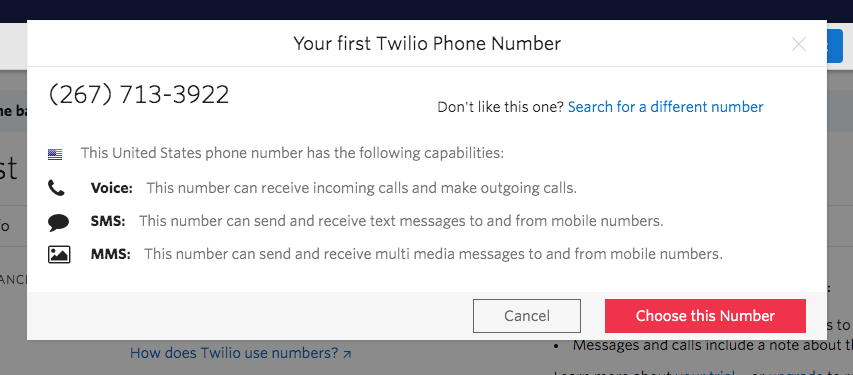 Your first Twilio Phone Number
(267) 713-3922
Don't like this one? Search for a different number
This United States phone number has the following capabilities:
Voice: This number can receive incoming calls and make outgoing calls.
SMS: This number can send and receive text messages to and from mobile numbers.
MMS: This number can send and receive multi media messages to and from mobile numbers.
Cancel
Choose this Number
How does Twilio use numbers?
Messages and calls include a note about